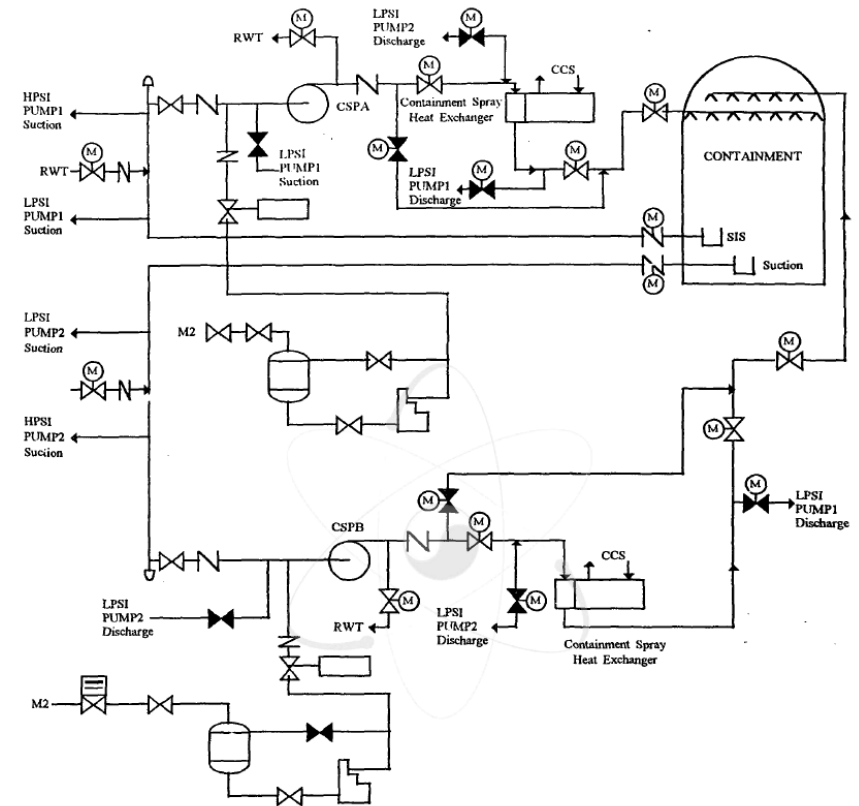 M
RWT
LPSI
PUMP2
Discharge
M
M
CCS
HPSI
PUMP1
Suction
CSPA
Containment Spray
Heat Exchanger
M
M
RWT
M
LPSI
PUMP1
Suction
M
CONTAINMENT
LPSI
PUMP1
Discharge
M
M
LPSI
PUMP1
Suction
M
SIS
Suction
M
LPSI
PUMP2
Suction
M2
M
M
HPSI
PUMP2
Suction
M
M
M
LPSI
PUMP1
Discharge
CSPB
M
CCS
LPSI
PUMP2
Discharge
M
RWT
LPSI
PUMP2
Discharge
M
Containment Spray
Heat Exchanger
M2